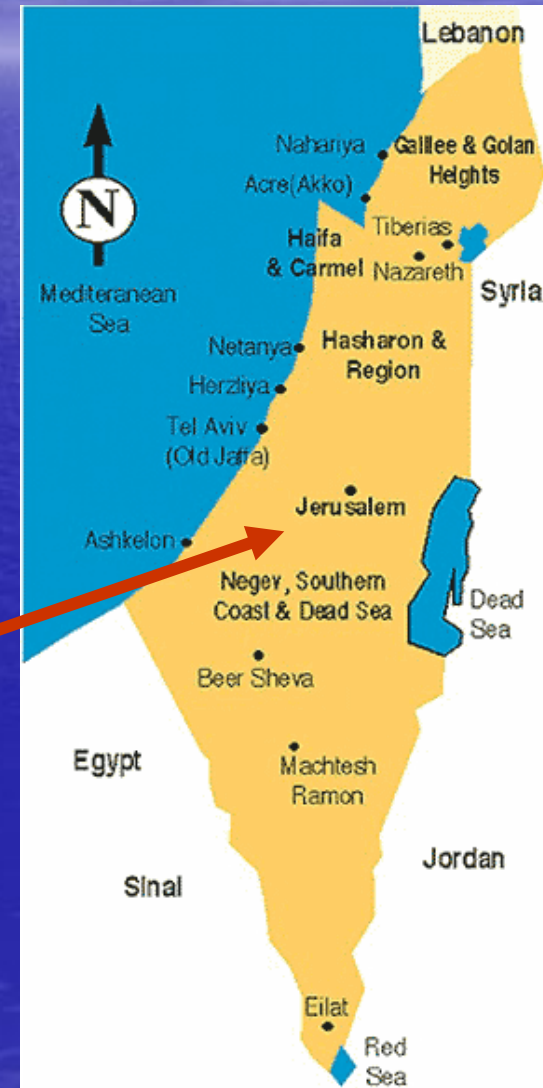 Lebanon
Nahariya
Galilee & Golan
Heights
Acre(Akko)
N
Haifa
& Carmel
Tiberias
Nazareth
Mediteranean
Sea
Syria
Netanya
Hasharon &
Region
Herzliya
Tel Aviv
(Old Jaffa)
Jerusalem
Ashkelon
Negev, Southern
Coast & Dead Sea
Dead
Sea
Beer Sheva
Egypt
Machtesh
Ramon
Jordan
Sinai
Eilat
Red
Sea